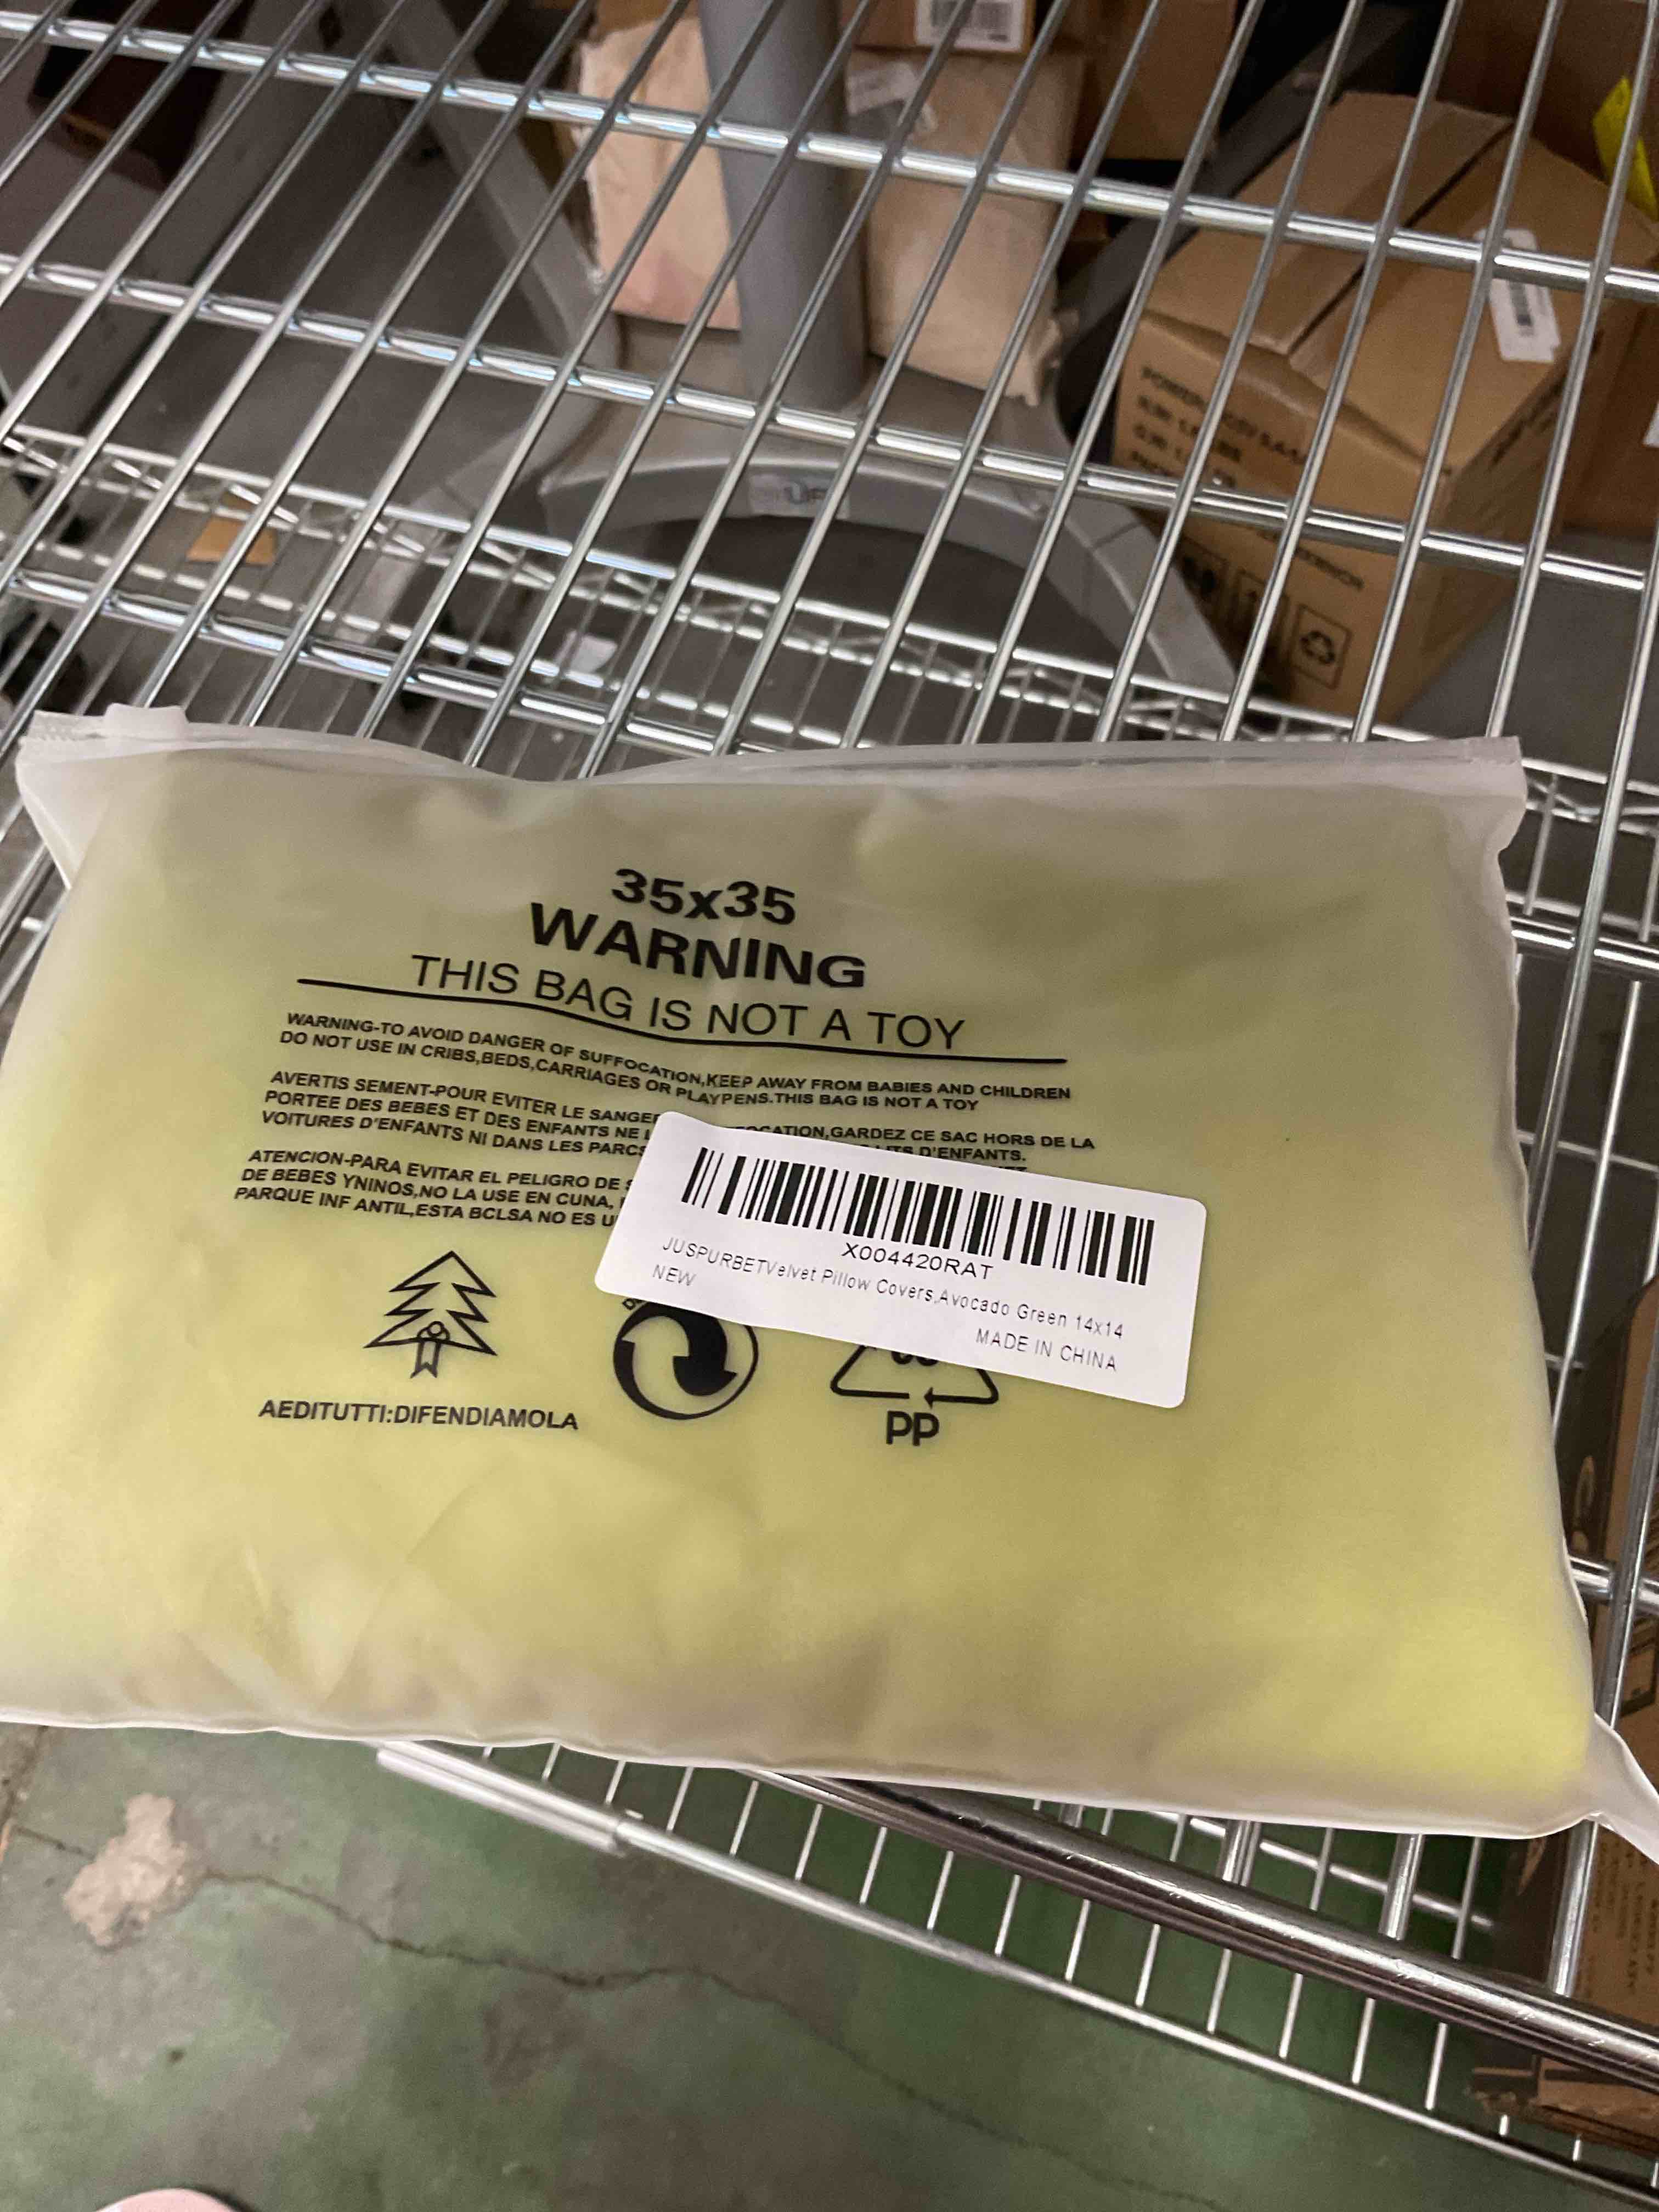 35x35
WARNING
THIS BAG IS NOT A TOY
WARNING-TO AVOID DANGER OF SUFFOCATION,KEEP AWAY FROM BABIES AND CHILDREN
DO NOT USE IN CRIBS,BEDS,CARRIAGES OR PLAYPENS.THIS BAG IS NOT A TOY
AVERTIS SEMENT-POUR EVITER LE SANGER OCATION,GARDEZ CE SAC HORS DE LA
PORTEE DES BEBES ET DES ENFANTS NE D'ENFANTS.
VOITURES D'ENFANTS NI DANS LES PARCS
ATENCION-PARA EVITAR EL PELIGRO DE
DE BEBES YNINOS,NO LA USE EN CUNA,
PARQUE INF ANTIL,ESTA BCLSA NO ES U
X004420RAT
JUSPURBETVelvet Pillow Covers,Avocado Green 14x14
NEW
MADE IN CHINA
AEDITUTTI:DIFENDIAMOLA
PP